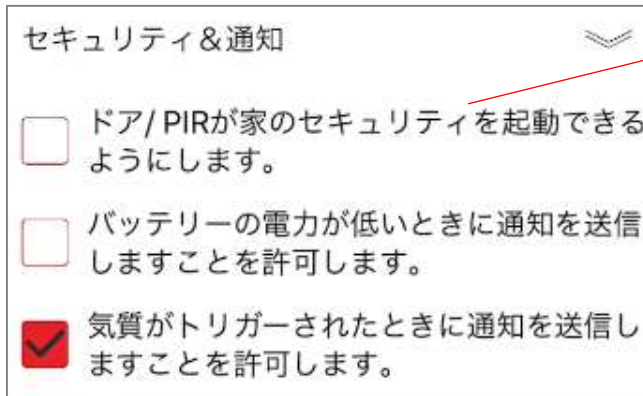 セキュリティ＆通知
ドア/ PIRが家のセキュリティを起動できる
ようにします。
バッテリーの電力が低いときに通知を送信
しますことを許可します。
気質がトリガーされたときに通知を送信し
ますことを許可します。